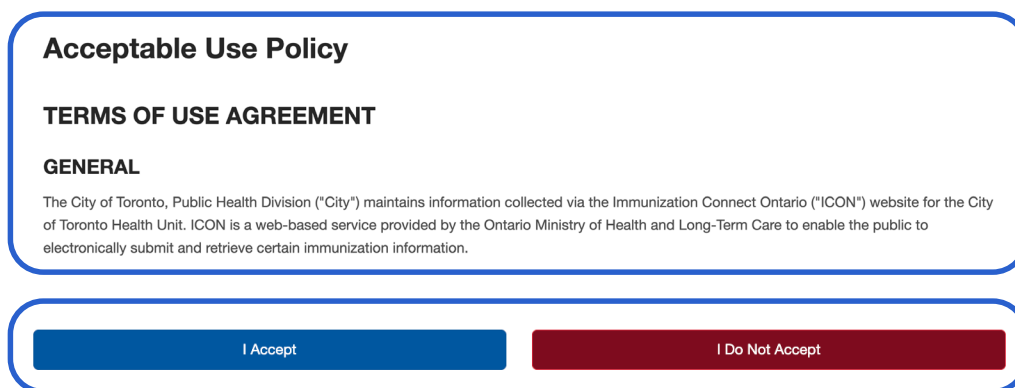 Acceptable Use Policy
TERMS OF USE AGREEMENT
GENERAL
The City of Toronto, Public Health Division ("City") maintains information collected via the Immunization Connect Ontario ("ICON") website for the City
of Toronto Health Unit. ICON is a web-based service provided by the Ontario Ministry of Health and Long-Term Care to enable the public to
electronically submit and retrieve certain immunization information.
I Accept
I Do Not Accept